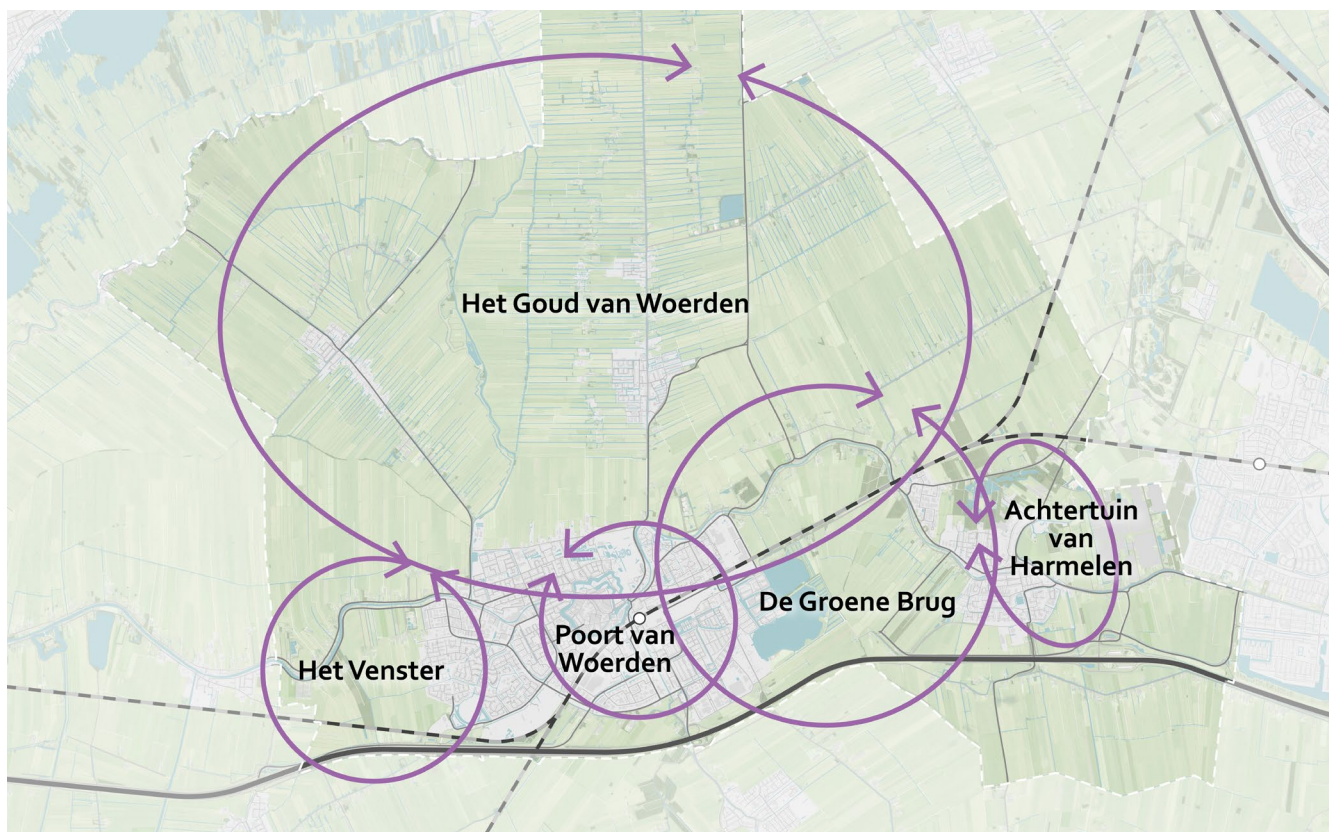 Het Goud van Woerden
Achtertuin
van
Harmelen
De Groene Brug
Poort van
Woerden
Het Venster